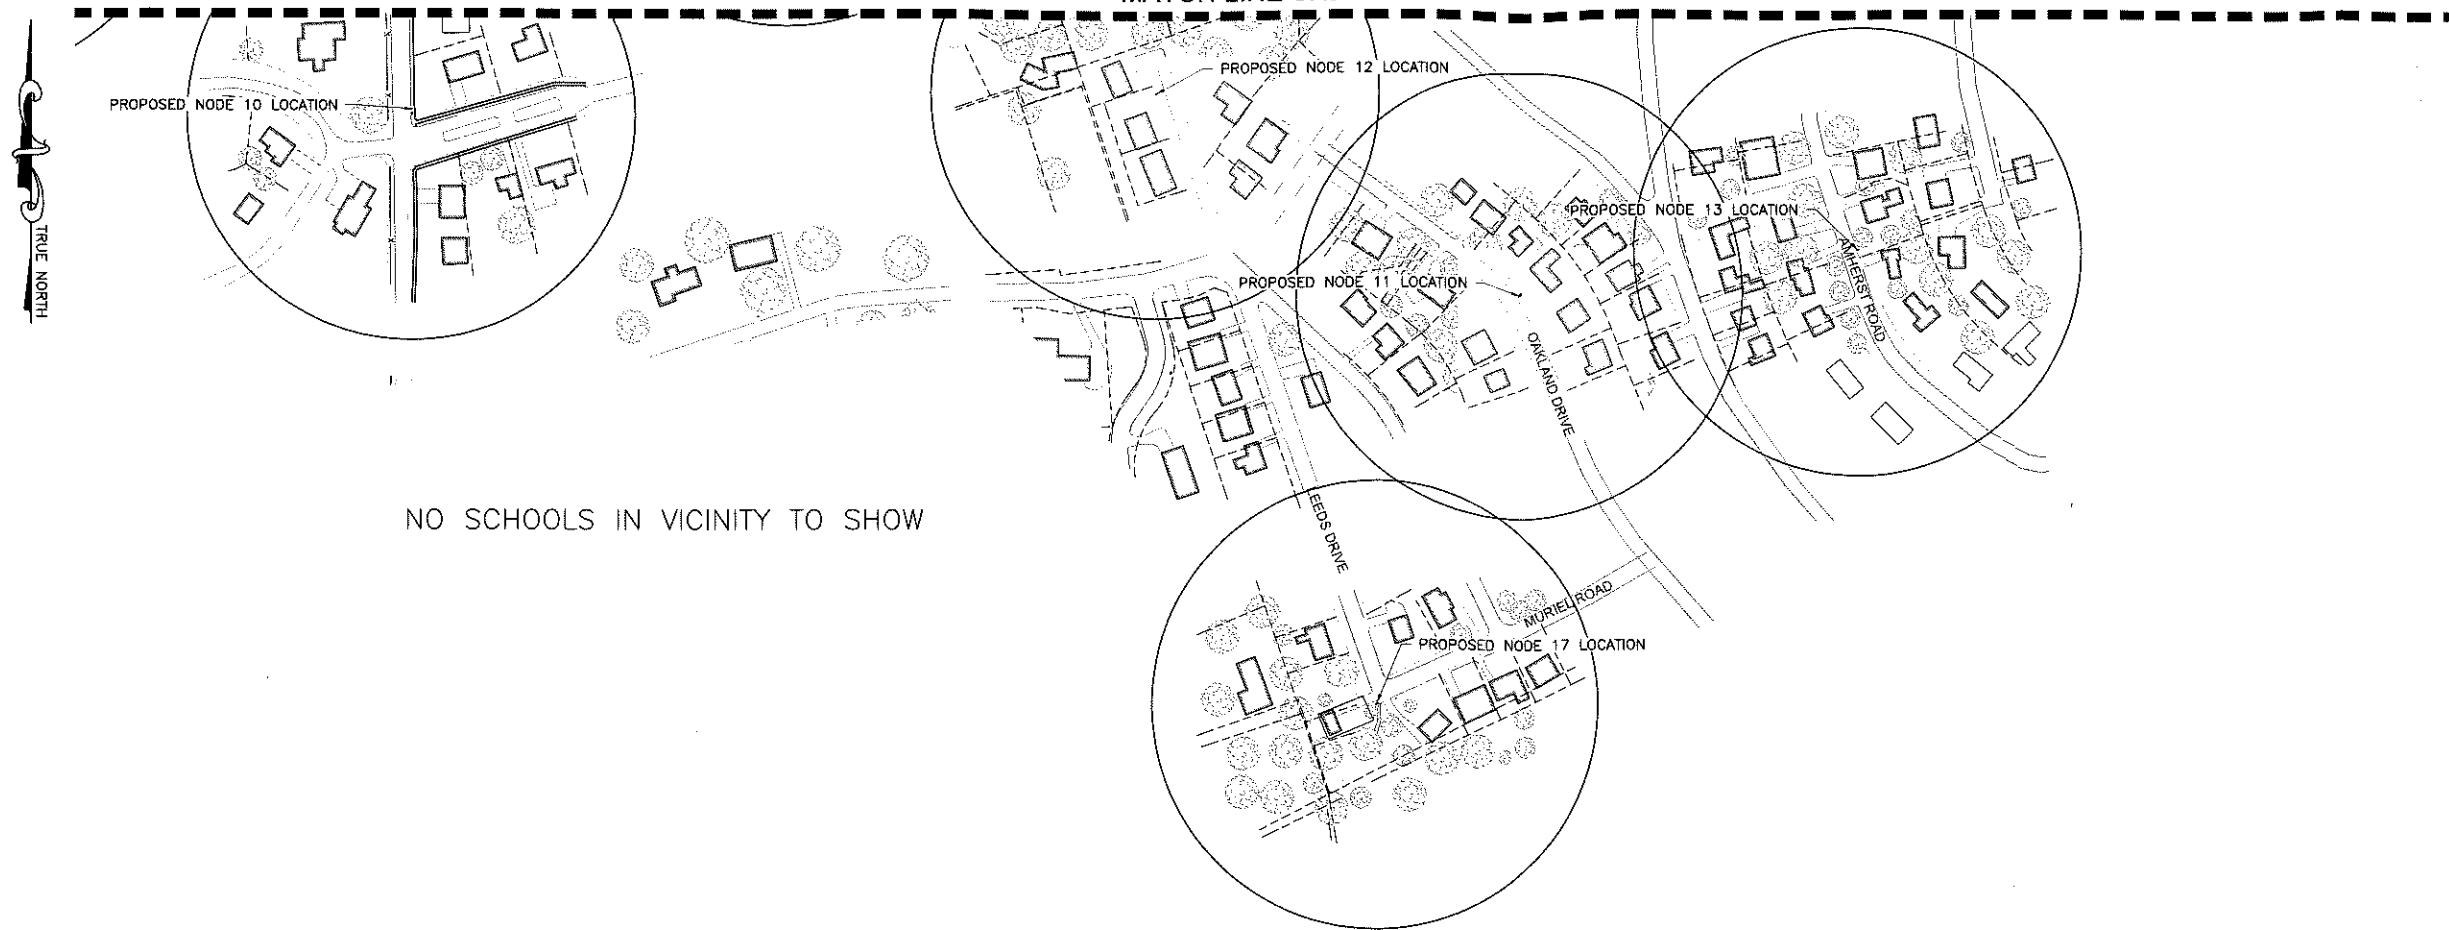 PROPOSED NODE 12 LOCATION
PROPOSED NODE 10 LOCATION
PROPOSED NODE 13 LOCATION
TRUE NORTH
PROPOSED NODE 11 LOCATION
AMHERST ROAD
OAKLAND DRIVE
NO SCHOOLS IN VICINITY TO SHOW
LEEDS DRIVE
MURIEL ROAD
PROPOSED NODE 17 LOCATION